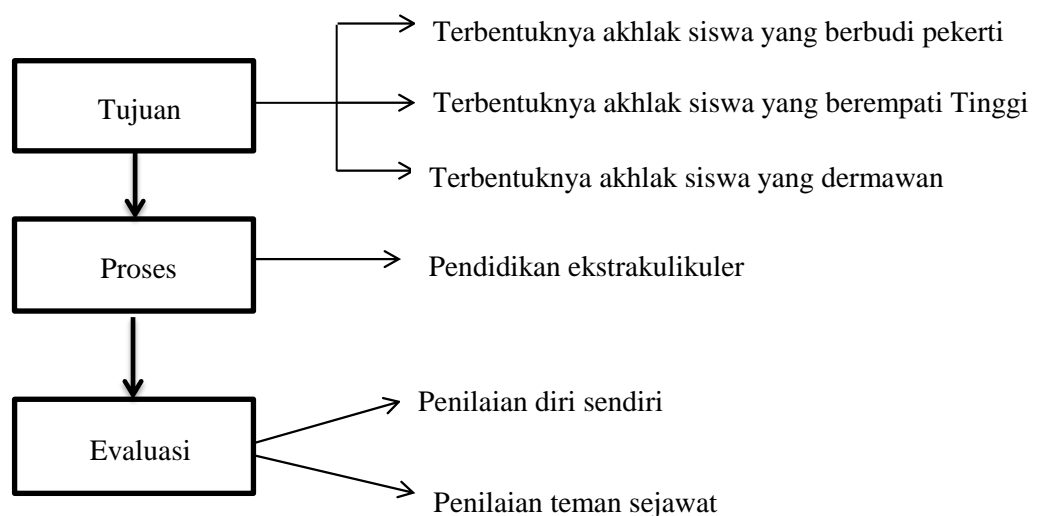 Terbentuknya akhlak siswa yang berbudi pekerti
Tujuan
Terbentuknya akhlak siswa yang berempati Tinggi
Terbentuknya akhlak siswa yang dermawan
Proses
Pendidikan ekstrakulikuler
Penilaian diri sendiri
Evaluasi
Penilaian teman sejawat